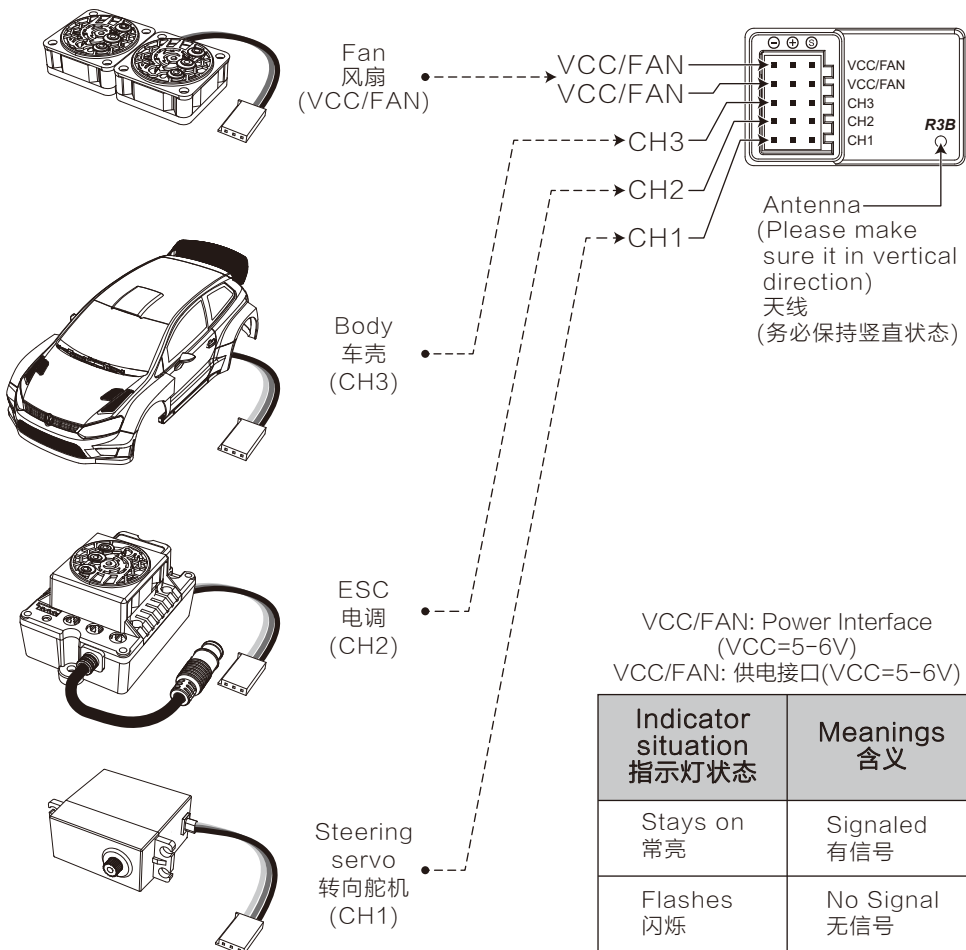 Fan
风扇
(VCC/FAN)
VCC/FAN
VCC/FAN
CH3
CH2
CH1
⊖ ⊕ Ⓢ
VCC/FAN
VCC/FAN
CH3
CH2
CH1
R3B
Antenna
(Please make
sure it in vertical
direction)
天线
(务必保持竖直状态)
Body
车壳
(CH3)
ESC
电调
(CH2)
Steering
servo
转向舵机
(CH1)
VCC/FAN: Power Interface
(VCC=5-6V)
VCC/FAN: 供电接口(VCC=5-6V)
Indicator
situation
指示灯状态
Meanings
含义
Stays on
常亮
Signaled
有信号
Flashes
闪烁
No Signal
无信号